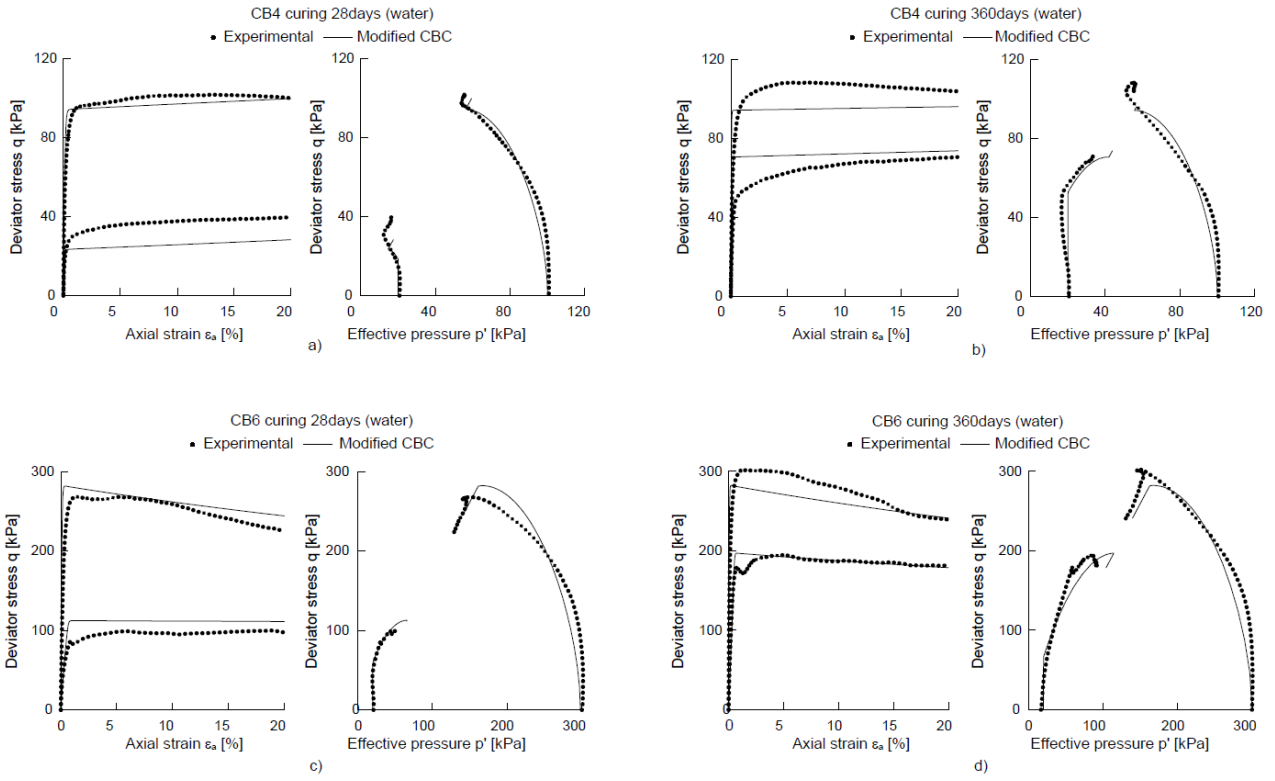 CB4 curing 28days (water)
Experimental Modified CBC
120
80
40
0
Deviator stress q [kPa]
0 5 10 15 20
Axial strain εₐ [%]
120
80
40
0
Deviator stress q [kPa]
40 80 120
Effective pressure p' [kPa]
a)
CB4 curing 360days (water)
Experimental Modified CBC
120
80
40
0
Deviator stress q [kPa]
0 5 10 15 20
Axial strain εₐ [%]
120
80
40
0
Deviator stress q [kPa]
40 80 120
Effective pressure p' [kPa]
b)
CB6 curing 28days (water)
Experimental Modified CBC
300
200
100
0
Deviator stress q [kPa]
0 5 10 15 20
Axial strain εₐ [%]
300
200
100
0
Deviator stress q [kPa]
100 200 300
Effective pressure p' [kPa]
c)
CB6 curing 360days (water)
Experimental Modified CBC
300
200
100
0
Deviator stress q [kPa]
0 5 10 15 20
Axial strain εₐ [%]
300
200
100
0
Deviator stress q [kPa]
100 200 300
Effective pressure p' [kPa]
d)